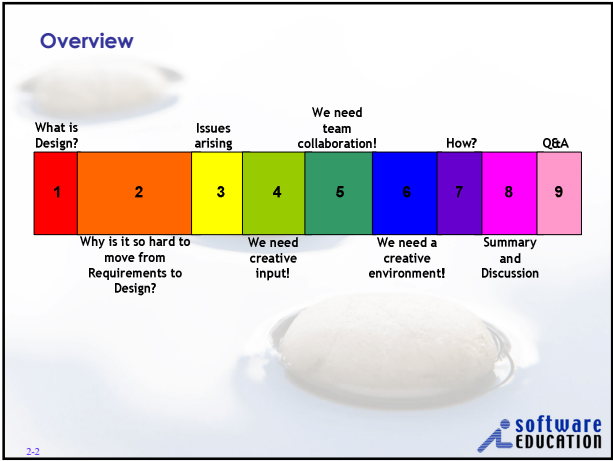 Overview
What is
Design?
Issues
arising
We need
team
collaboration!
How?
Q&A
1 2 3 4 5 6 7 8 9
Why is it so hard to
move from
Requirements to
Design?
We need
creative
input!
We need a
creative
environment!
Summary
and
Discussion
software
EDUCATION
2-2